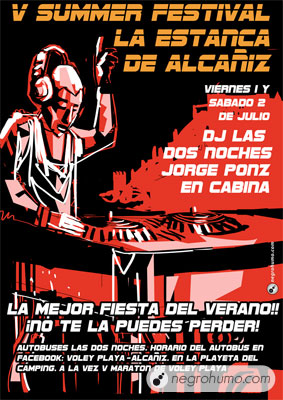 V SUMMER FESTIVAL
LA ESTANCA
DE ALCAÑIZ
VIERNES 1 Y
SABADO 2
DE JULIO
DJ LAS
DOS NOCHES
JORGE PONZ
EN CABINA
negrohumo.com
LA MEJOR FIESTA DEL VERANO!!
¡NO TE LA PUEDES PERDER!
AUTOBUSES LAS DOS NOCHES. HORARIO DEL AUTOBUS EN
FACEBOOK: VOLEY PLAYA-ALCAÑIZ. EN LA PLAYETA DEL
CAMPING. A LA VEZ V MARATON DE VOLEY PLAYA
negrohumo.com